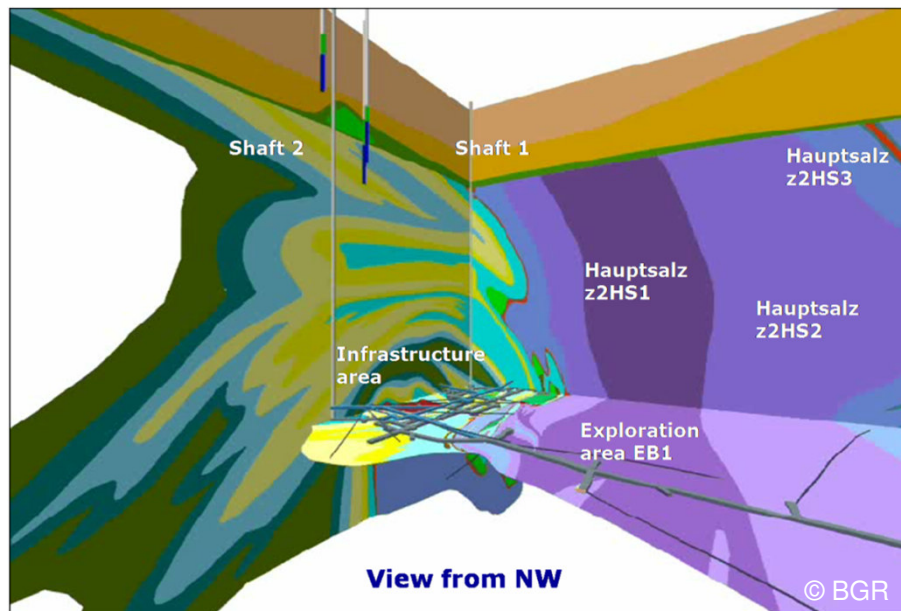 Shaft 2
Shaft 1
Hauptsalz
z2HS3
Hauptsalz
z2HS1
Hauptsalz
z2HS2
Infrastructure
area
Exploration
area EB1
View from NW
© BGR